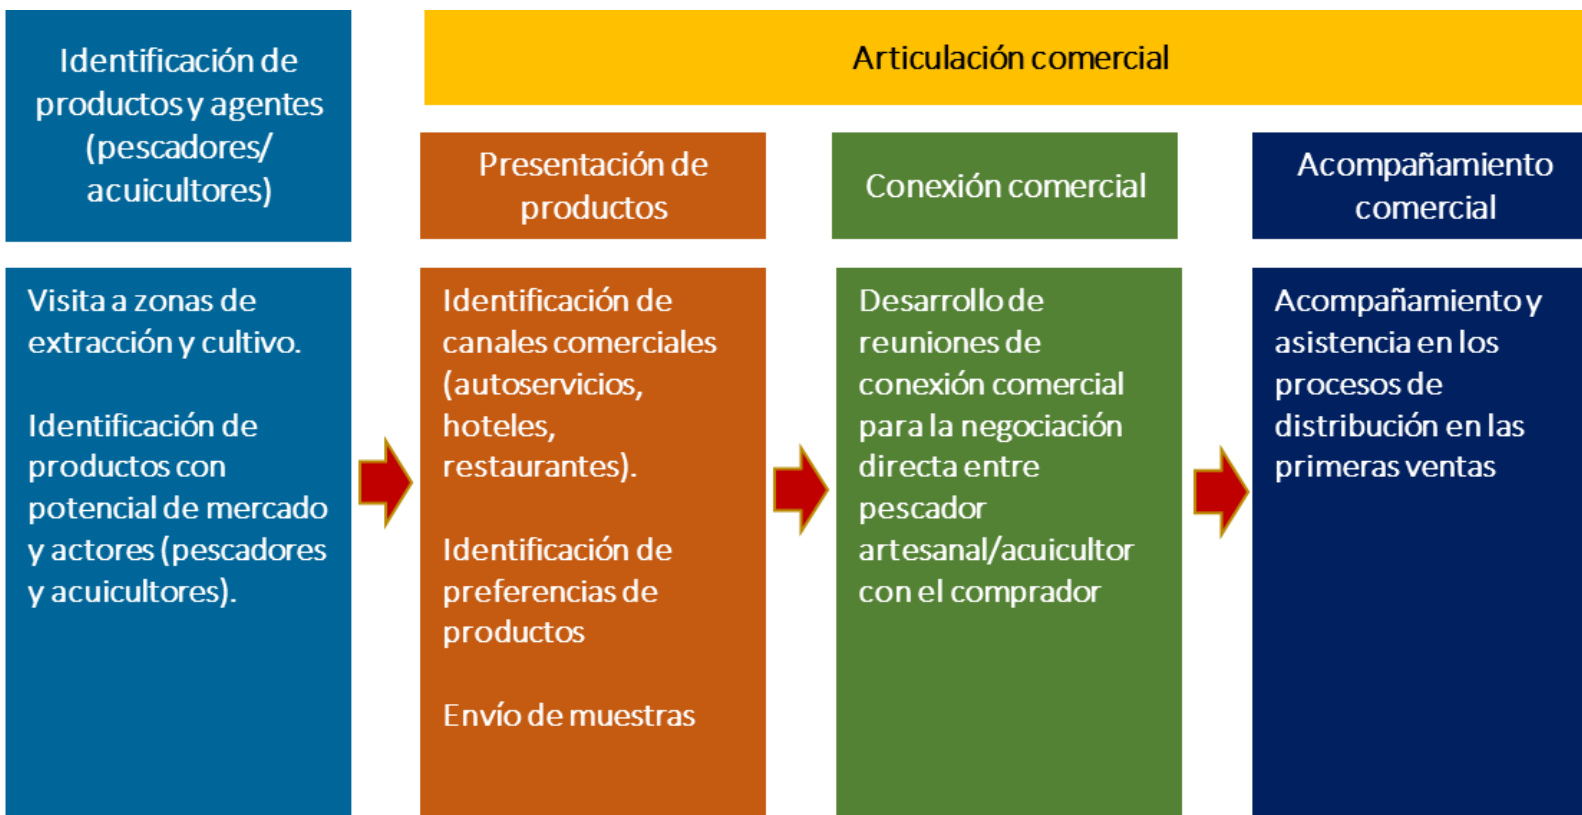 Identificación de
productos y agentes
(pescadores/
acuicultores)
Articulación comercial
Presentación de
productos
Conexión comercial
Acompañamiento
comercial
Visita a zonas de
extracción y cultivo.
Identificación de
productos con
potencial de mercado
y actores (pescadores
y acuicultores).
Identificación de
canales comerciales
(autoservicios,
hoteles,
restaurantes).
Identificación de
preferencias de
productos
Envío de muestras
Desarrollo de
reuniones de
conexión comercial
para la negociación
directa entre
pescador
artesanal/acuicultor
con el comprador
Acompañamiento y
asistencia en los
procesos de
distribución en las
primeras ventas